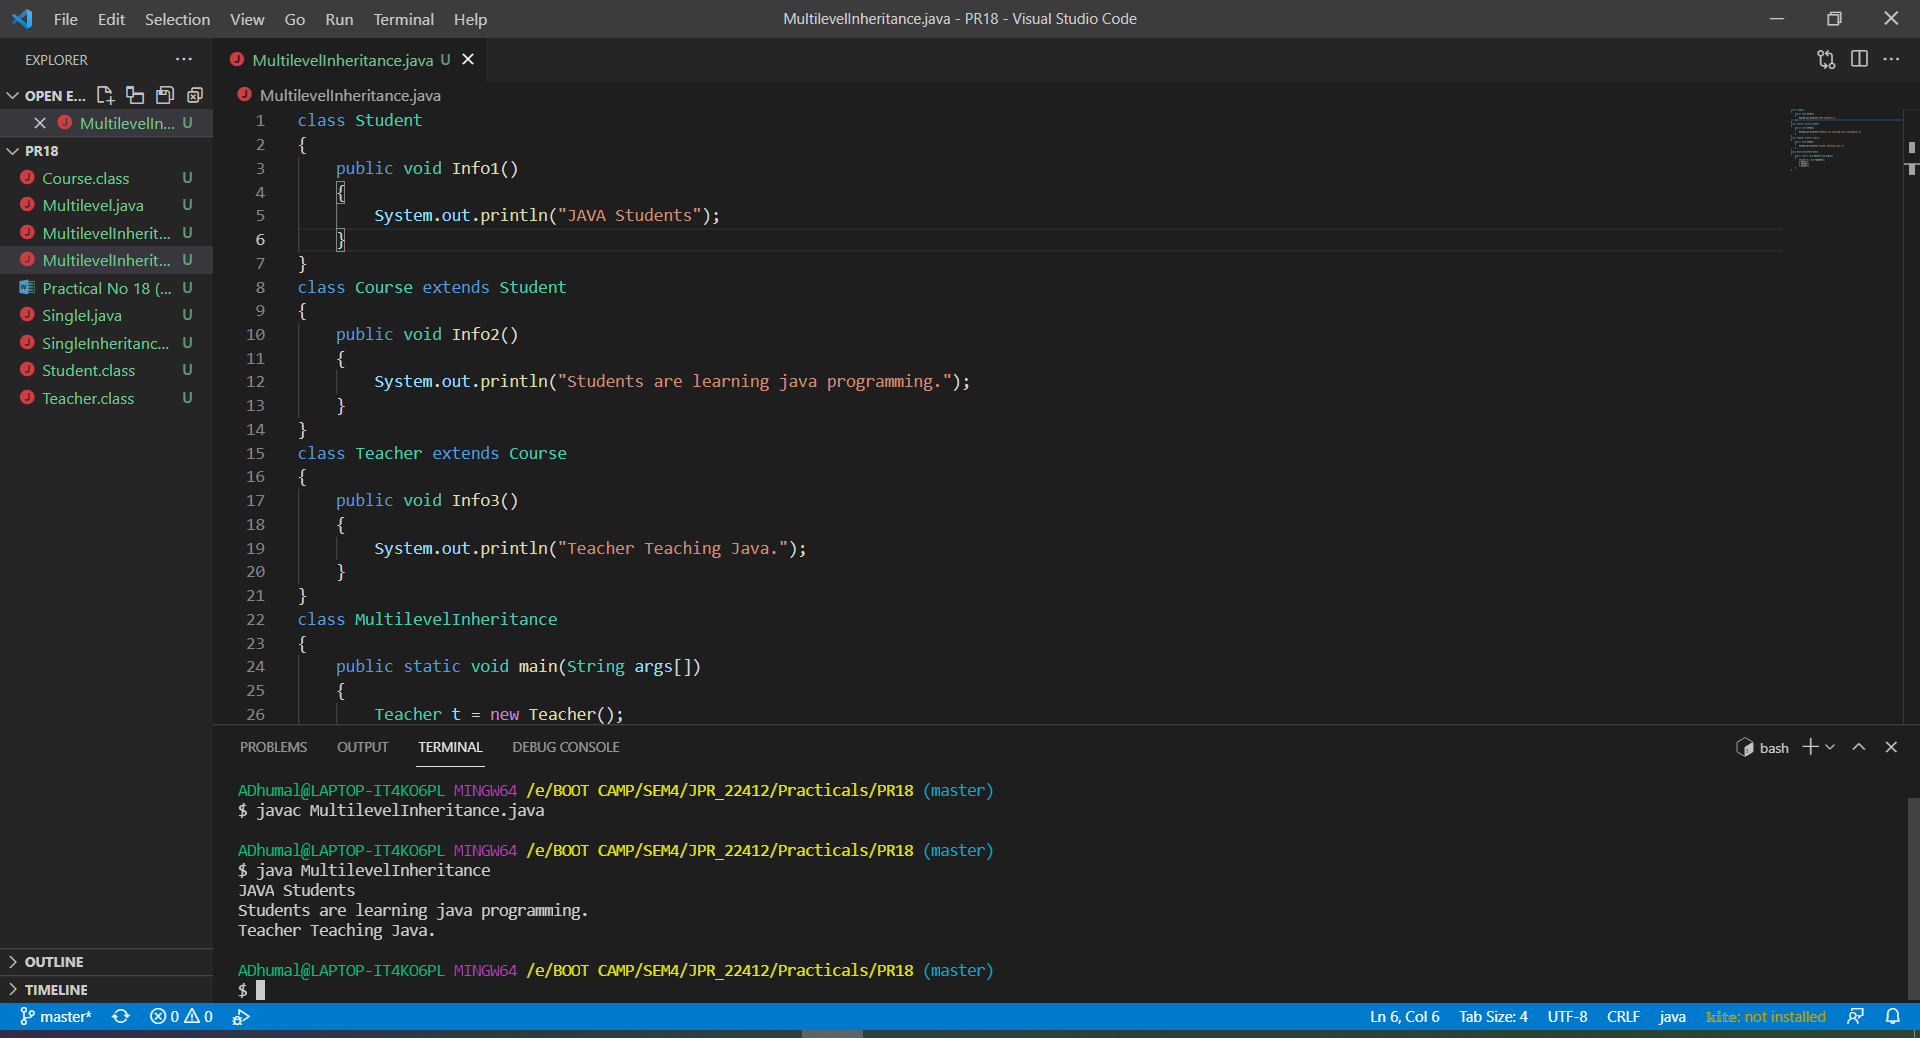 File Edit Selection View Go Run Terminal Help
MultilevelInheritance.java - PR18 - Visual Studio Code
EXPLORER
OPEN E...
MultilevelIn... U
PR18
Course.class U
Multilevel.java U
MultilevelInherit... U
MultilevelInherit... U
Practical No 18 (... U
SingleI.java U
SingleInheritanc... U
Student.class U
Teacher.class U
OUTLINE
TIMELINE
MultilevelInheritance.java U
MultilevelInheritance.java
1 class Student
2 {
3 public void Info1()
4 {
5 System.out.println("JAVA Students");
6 }
7 }
8 class Course extends Student
9 {
10 public void Info2()
11 {
12 System.out.println("Students are learning java programming.");
13 }
14 }
15 class Teacher extends Course
16 {
17 public void Info3()
18 {
19 System.out.println("Teacher Teaching Java.");
20 }
21 }
22 class MultilevelInheritance
23 {
24 public static void main(String args[])
25 {
26 Teacher t = new Teacher();
PROBLEMS OUTPUT TERMINAL DEBUG CONSOLE
bash
ADhumal@LAPTOP-IT4KO6PL MINGW64 /e/BOOT CAMP/SEM4/JPR_22412/Practicals/PR18 (master)
$ javac MultilevelInheritance.java
ADhumal@LAPTOP-IT4KO6PL MINGW64 /e/BOOT CAMP/SEM4/JPR_22412/Practicals/PR18 (master)
$ java MultilevelInheritance
JAVA Students
Students are learning java programming.
Teacher Teaching Java.
ADhumal@LAPTOP-IT4KO6PL MINGW64 /e/BOOT CAMP/SEM4/JPR_22412/Practicals/PR18 (master)
$
master* 0 0
Ln 6, Col 6 Tab Size: 4 UTF-8 CRLF java kite: not installed